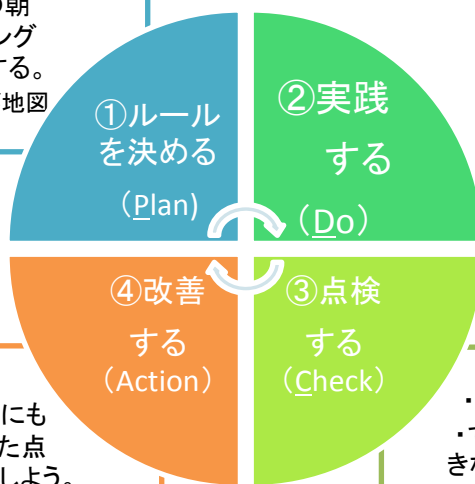 朝
ング
する。
地図
①ルール
を決める
（Plan)
②実践
する
（Do）
③点検
する
（Check）
④改善
する
（Action）
にも
た点
しよう。